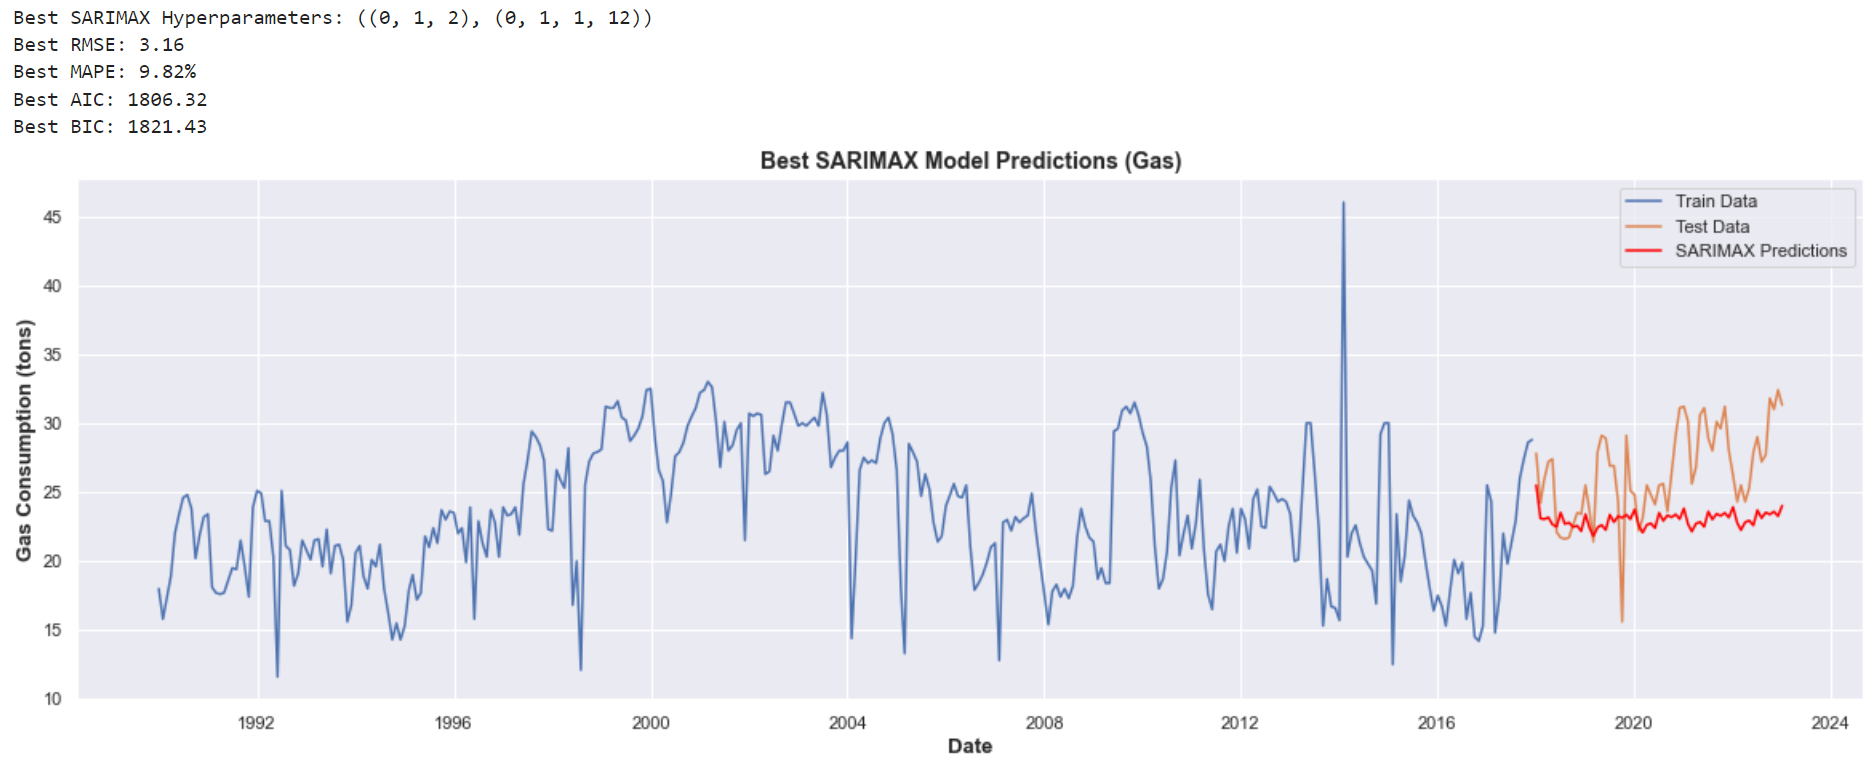 Best SARIMAX Hyperparameters: ((0, 1, 2), (0, 1, 1, 12))
Best RMSE: 3.16
Best MAPE: 9.82%
Best AIC: 1806.32
Best BIC: 1821.43
Best SARIMAX Model Predictions (Gas)
Train Data
Test Data
SARIMAX Predictions
Gas Consumption (tons)
45
40
35
30
25
20
15
10
1992
1996
2000
2004
2008
2012
2016
2020
2024
Date